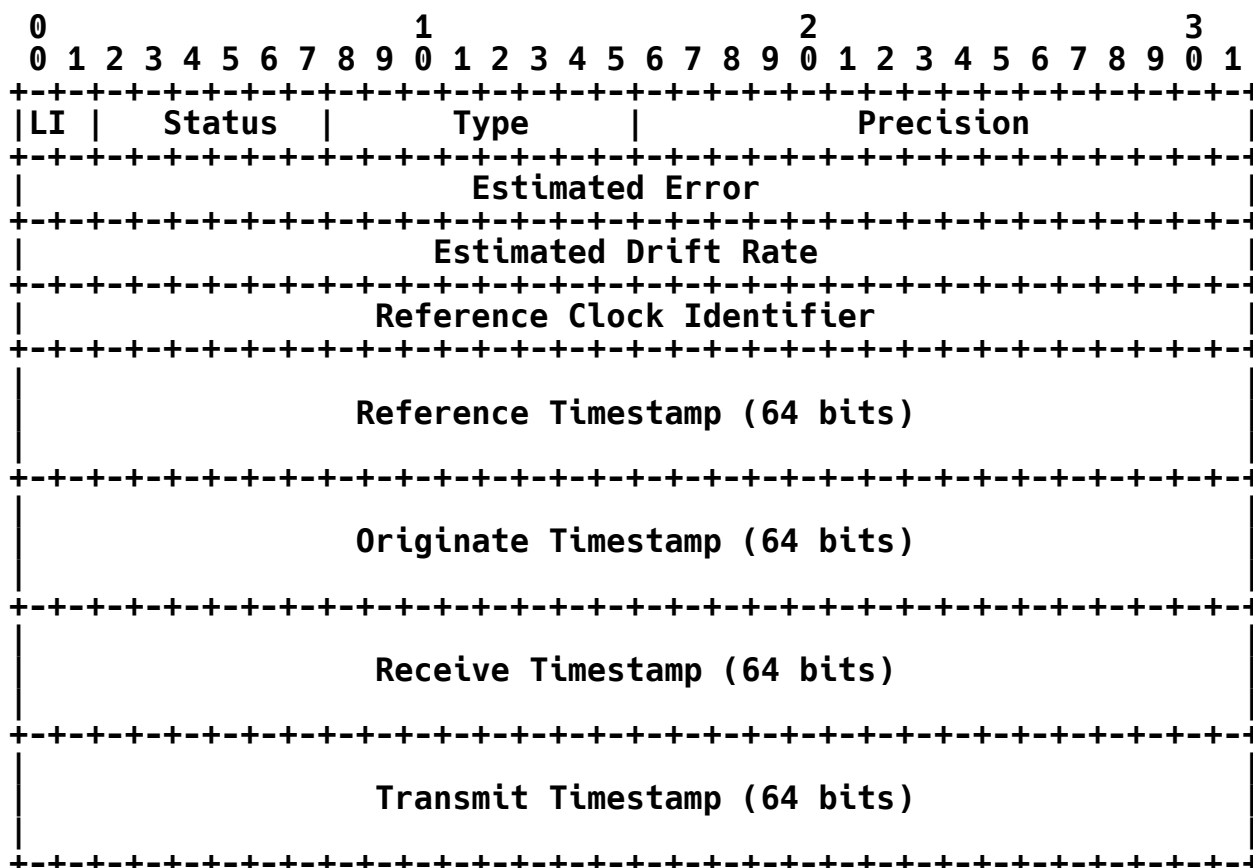 0                   1                   2                   3
0 1 2 3 4 5 6 7 8 9 0 1 2 3 4 5 6 7 8 9 0 1 2 3 4 5 6 7 8 9 0 1
+-+-+-+-+-+-+-+-+-+-+-+-+-+-+-+-+-+-+-+-+-+-+-+-+-+-+-+-+-+-+-+-+
|LI |   Status  |      Type     |           Precision           |
+-+-+-+-+-+-+-+-+-+-+-+-+-+-+-+-+-+-+-+-+-+-+-+-+-+-+-+-+-+-+-+-+
|                       Estimated Error                         |
+-+-+-+-+-+-+-+-+-+-+-+-+-+-+-+-+-+-+-+-+-+-+-+-+-+-+-+-+-+-+-+-+
|                     Estimated Drift Rate                      |
+-+-+-+-+-+-+-+-+-+-+-+-+-+-+-+-+-+-+-+-+-+-+-+-+-+-+-+-+-+-+-+-+
|                  Reference Clock Identifier                   |
+-+-+-+-+-+-+-+-+-+-+-+-+-+-+-+-+-+-+-+-+-+-+-+-+-+-+-+-+-+-+-+-+
|                                                               |
|                 Reference Timestamp (64 bits)                 |
|                                                               |
+-+-+-+-+-+-+-+-+-+-+-+-+-+-+-+-+-+-+-+-+-+-+-+-+-+-+-+-+-+-+-+-+
|                                                               |
|                 Originate Timestamp (64 bits)                 |
|                                                               |
+-+-+-+-+-+-+-+-+-+-+-+-+-+-+-+-+-+-+-+-+-+-+-+-+-+-+-+-+-+-+-+-+
|                                                               |
|                  Receive Timestamp (64 bits)                  |
|                                                               |
+-+-+-+-+-+-+-+-+-+-+-+-+-+-+-+-+-+-+-+-+-+-+-+-+-+-+-+-+-+-+-+-+
|                                                               |
|                  Transmit Timestamp (64 bits)                 |
|                                                               |
+-+-+-+-+-+-+-+-+-+-+-+-+-+-+-+-+-+-+-+-+-+-+-+-+-+-+-+-+-+-+-+-+